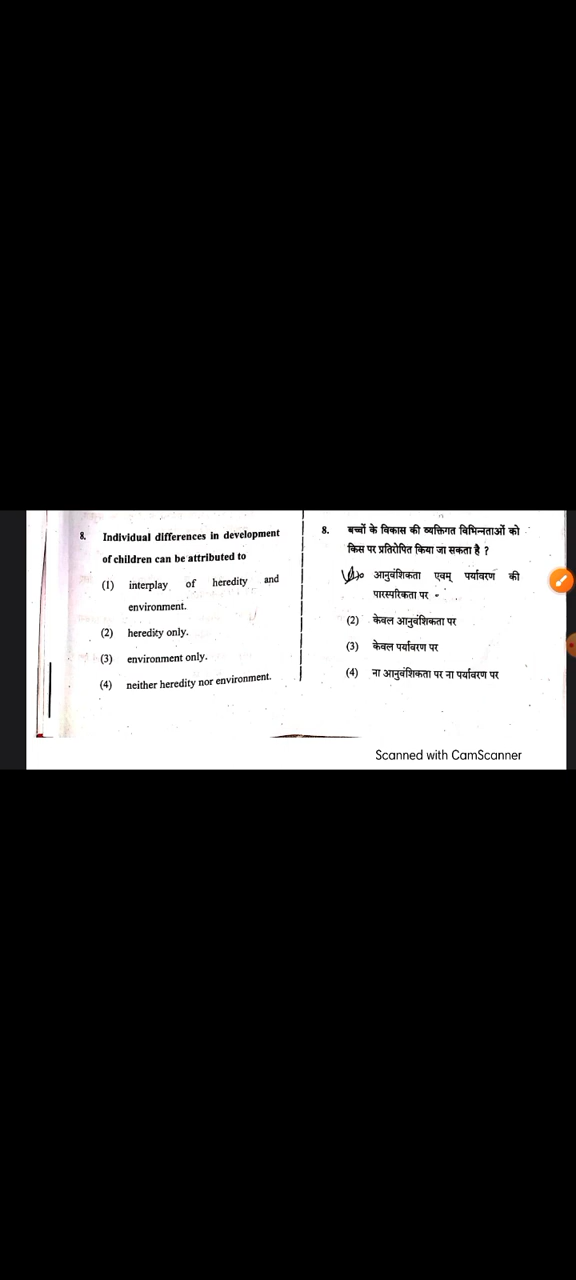 8. Individual differences in development
of children can be attributed to
(1) interplay of heredity and
environment.
(2) heredity only.
(3) environment only.
(4) neither heredity nor environment.
8. बच्चों के विकास की व्यक्तिगत विभिन्नताओं को
किस पर प्रतिरोपित किया जा सकता है ?
आनुवंशिकता एवम् पर्यावरण की
पारस्परिकता पर
(2) केवल आनुवंशिकता पर
(3) केवल पर्यावरण पर
(4) ना आनुवंशिकता पर ना पर्यावरण पर
Scanned with CamScanner